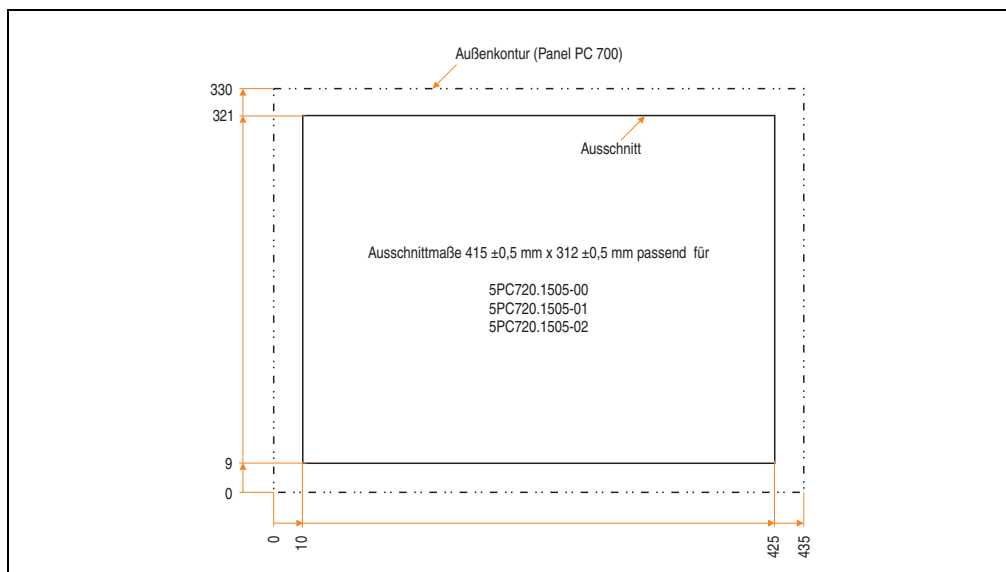 Außenkontur (Panel PC 700)
330
321
Ausschnitt
Ausschnittmaße 415 ±0,5 mm x 312 ±0,5 mm passend für
5PC720.1505-00
5PC720.1505-01
5PC720.1505-02
9
0
0
10
425
435